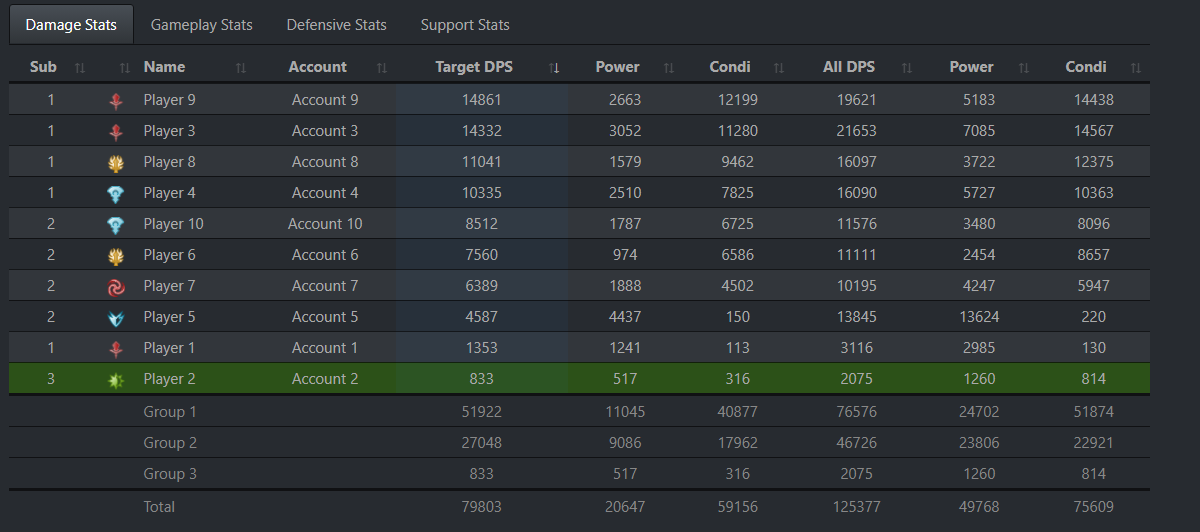 Damage Stats Gameplay Stats Defensive Stats Support Stats
Sub Name Account Target DPS Power Condi All DPS Power Condi
1 Player 9 Account 9 14861 2663 12199 19621 5183 14438
1 Player 3 Account 3 14332 3052 11280 21653 7085 14567
1 Player 8 Account 8 11041 1579 9462 16097 3722 12375
1 Player 4 Account 4 10335 2510 7825 16090 5727 10363
2 Player 10 Account 10 8512 1787 6725 11576 3480 8096
2 Player 6 Account 6 7560 974 6586 11111 2454 8657
2 Player 7 Account 7 6389 1888 4502 10195 4247 5947
2 Player 5 Account 5 4587 4437 150 13845 13624 220
1 Player 1 Account 1 1353 1241 113 3116 2985 130
3 Player 2 Account 2 833 517 316 2075 1260 814
Group 1 51922 11045 40877 76576 24702 51874
Group 2 27048 9086 17962 46726 23806 22921
Group 3 833 517 316 2075 1260 814
Total 79803 20647 59156 125377 49768 75609